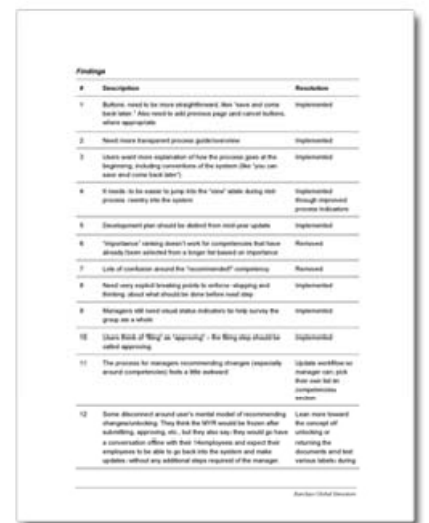 Findings
# Description Resolution
1 Buttons need to be more straightforward, like "save and come Implemented
back later." Also need to add previous page and cancel buttons,
where appropriate
2 Need more transparent process guide/overview Implemented
3 Users want more explanation of how the process goes at the Implemented
beginning, including conventions of the system (like "you can
save and come back later")
4 It needs to be easier to jump into the "view" state during mid- Implemented
process reentry into the system through improved
process indicators
5 Development plan should be distinct from mid-year update Implemented
6 "Importance" ranking doesn't work for competencies that have Removed
already been selected from a longer list based on importance
7 Lots of confusion around the "recommended" competency Removed
8 Need very explicit breaking points to enforce stopping and Implemented
thinking about what should be done before next step
9 Managers still need visual status indicators to help survey the Implemented
group as a whole
10 Users think of "filing" as "approving" – the filing step should be Implemented
called approving
11 The process for managers recommending changes (especially Update workflow so
around competencies) feels a little awkward manager can pick
their own list in
competencies
section
12 Some disconnect around user's mental model of recommending Lean more toward
changes/unlocking. They think the MYR would be frozen after the concept of
submitting, approving, etc., but they also say they would go have unlocking or
a conversation offline with their employees and expect their returning the
employees to be able to go back into the system and make documents and test
updates without any additional steps required of the manager various labels during
Barclays Global Investors